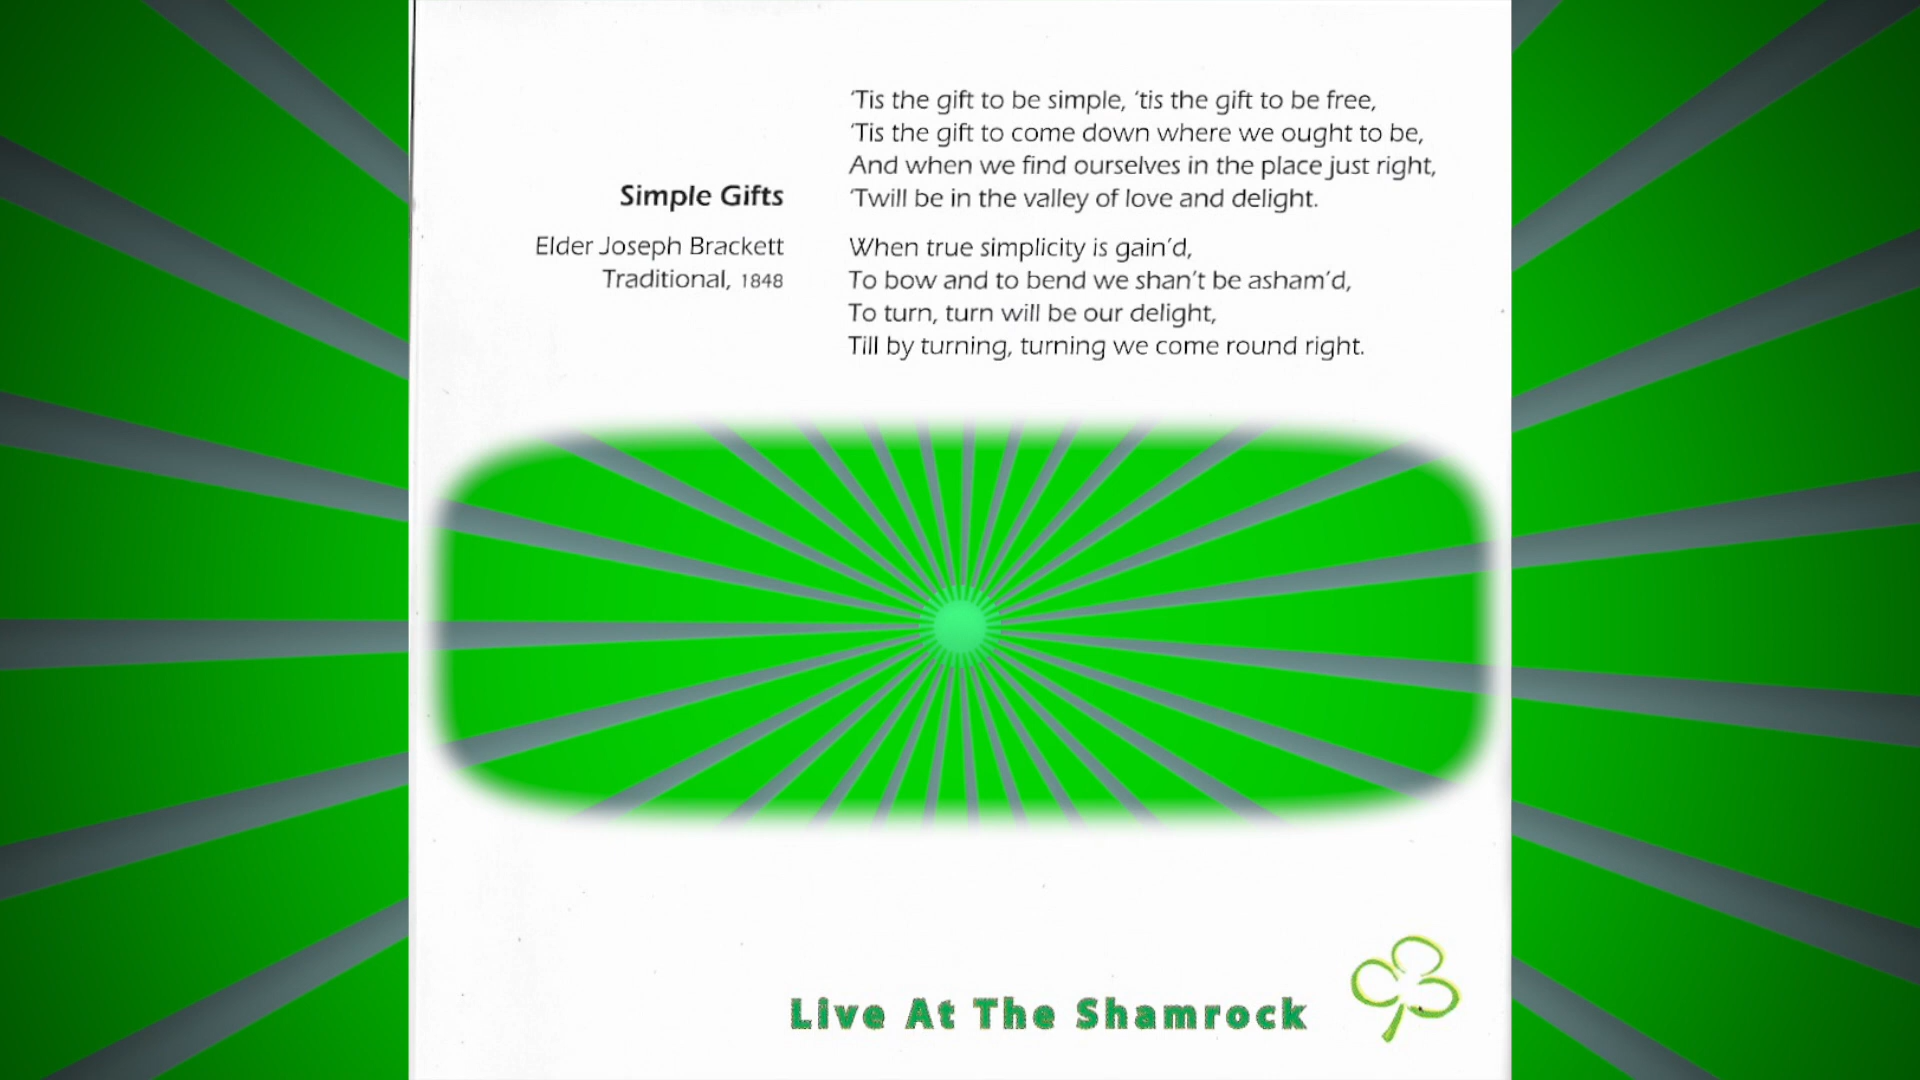 Simple Gifts
Elder Joseph Brackett
Traditional, 1848
‘Tis the gift to be simple, ‘tis the gift to be free,
‘Tis the gift to come down where we ought to be,
And when we find ourselves in the place just right,
‘Twill be in the valley of love and delight.
When true simplicity is gain’d,
To bow and to bend we shan’t be asham’d,
To turn, turn will be our delight,
Till by turning, turning we come round right.
Live At The Shamrock